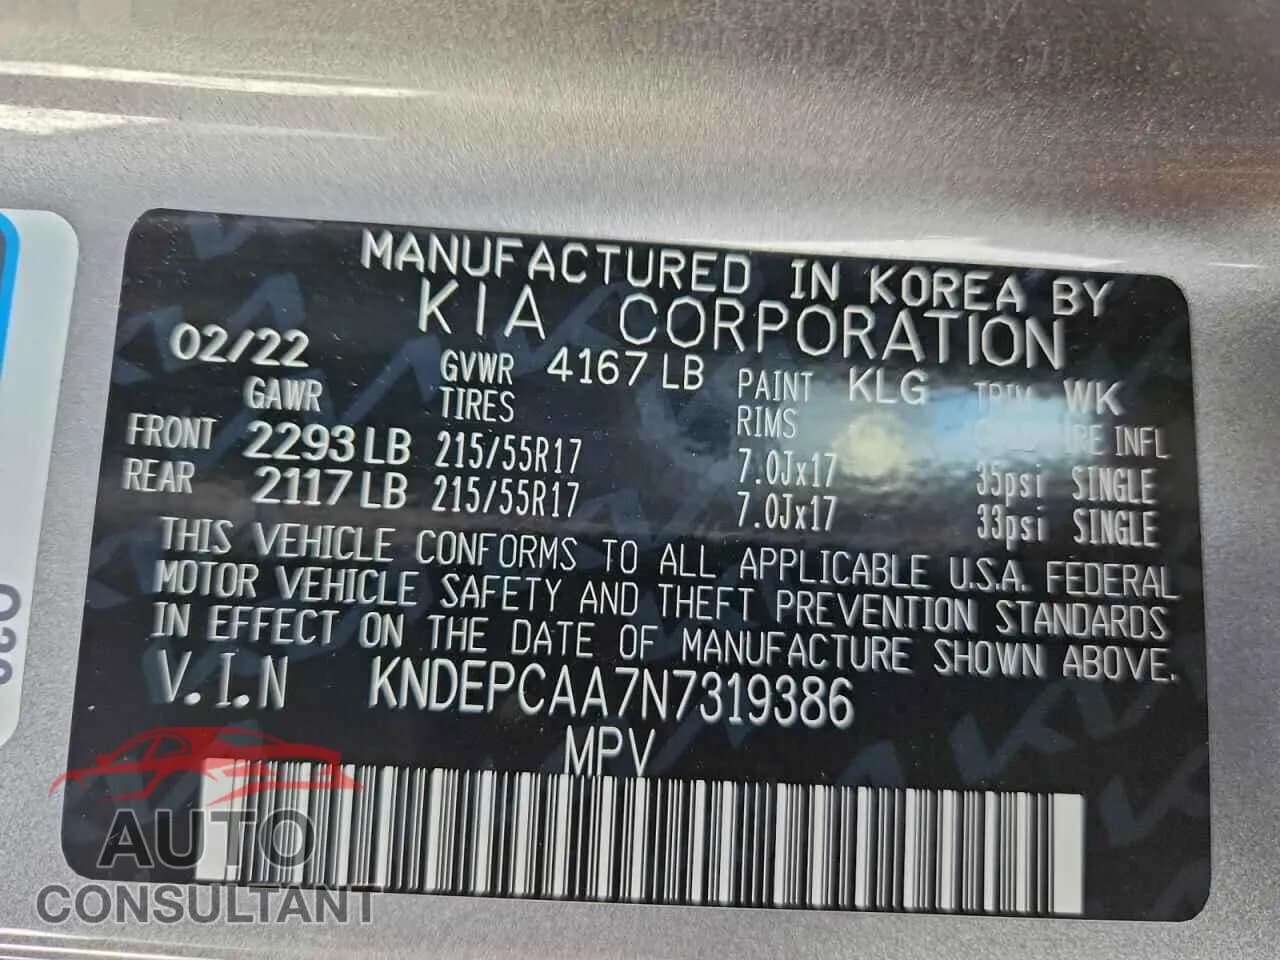 MANUFACTURED IN KOREA BY
KIA CORPORATION
02/22 GVWR 4167 LB PAINT KLG TRIM WK
GAWR TIRES RIMS
INFL
FRONT 2293 LB 215/55R17 7.0Jx17 35psi SINGLE
REAR 2117 LB 215/55R17 7.0Jx17 33psi SINGLE
THIS VEHICLE CONFORMS TO ALL APPLICABLE U.S.A. FEDERAL
MOTOR VEHICLE SAFETY AND THEFT PREVENTION STANDARDS
IN EFFECT ON THE DATE OF MANUFACTURE SHOWN ABOVE.
V.I.N KNDEPCAA7N7319386
MPV
AUTO
CONSULTANT